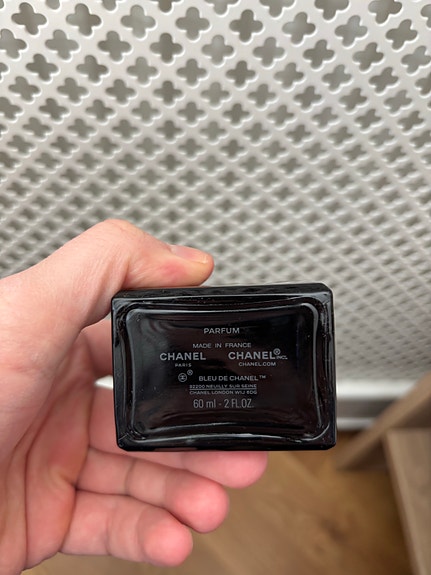 PARFUM
MADE IN FRANCE
CHANEL CHANEL® INC.
PARIS CHANEL.COM
® BLEU DE CHANEL™
92200 NEUILLY SUR SEINE
CHANEL LONDON W1J 6DG
60 ml - 2 FL.OZ.